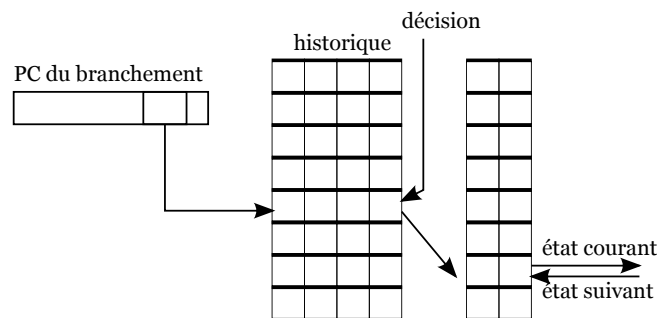 décision
historique
PC du branchement
état courant
état suivant